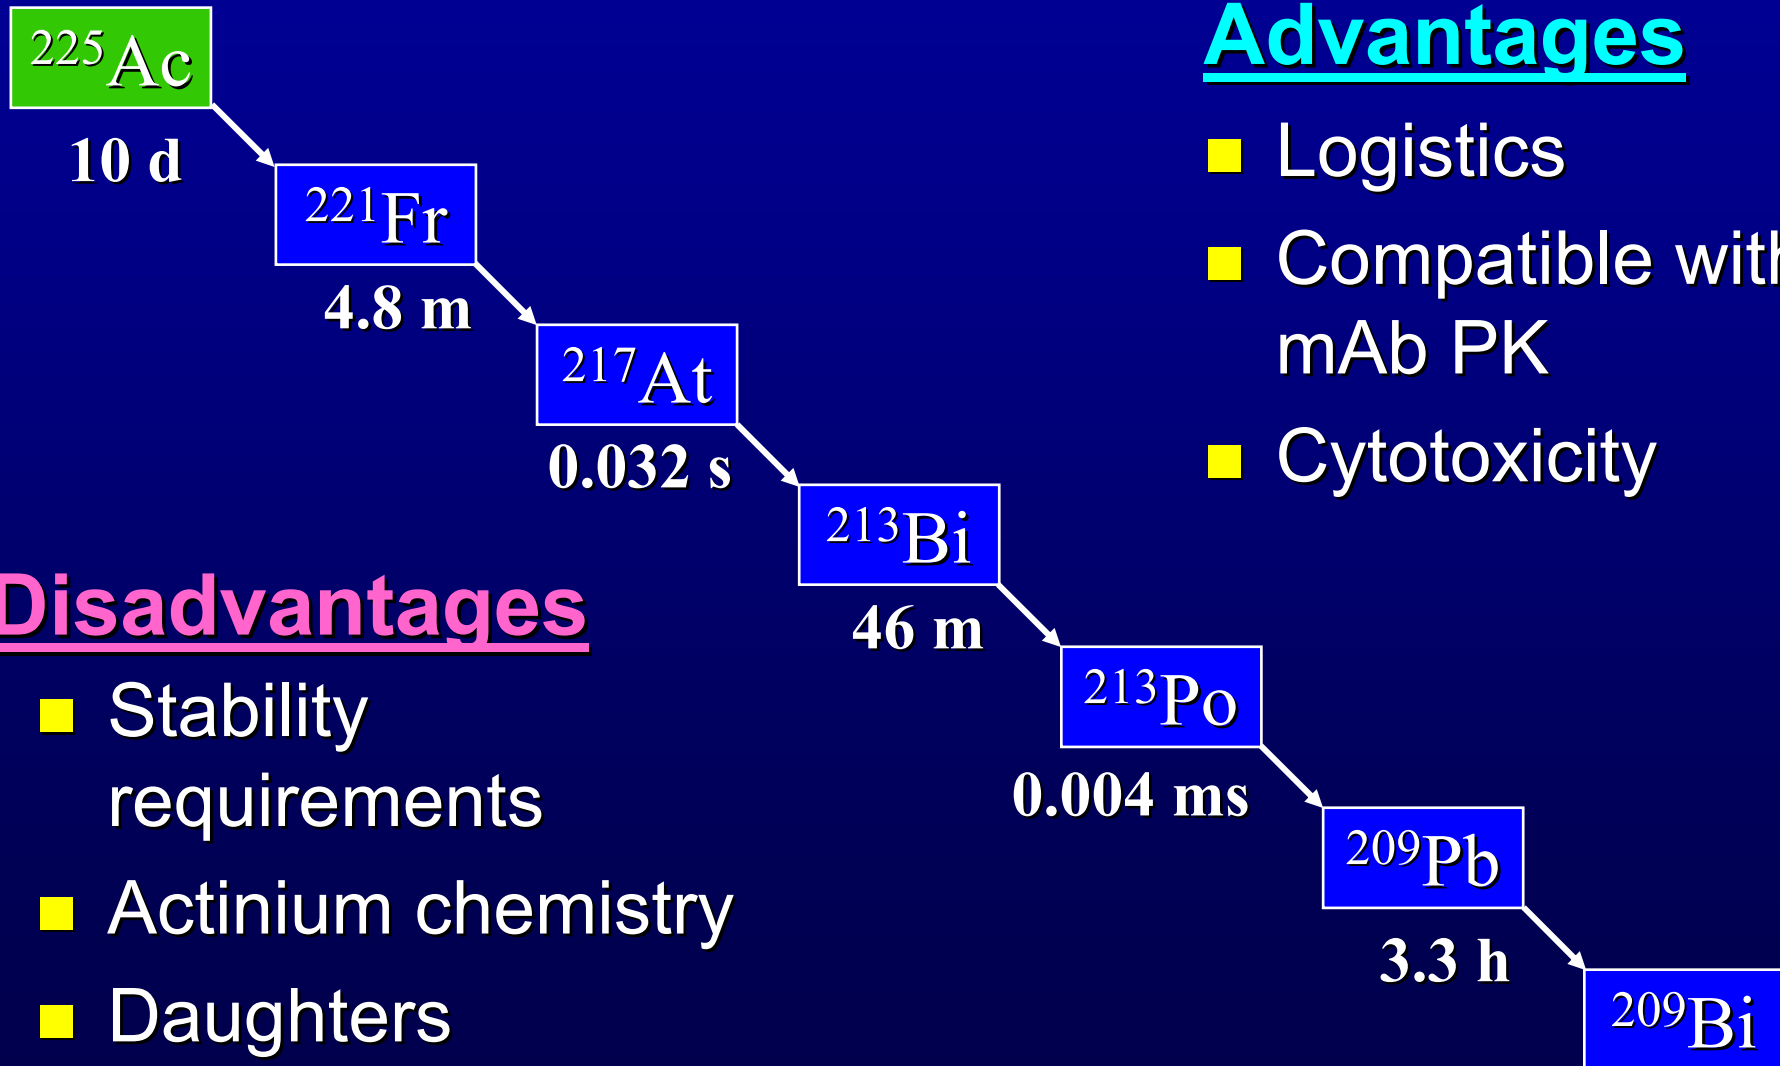 ²²⁵Ac
10 d
²²¹Fr
4.8 m
²¹⁷At
0.032 s
²¹³Bi
46 m
²¹³Po
0.004 ms
²⁰⁹Pb
3.3 h
²⁰⁹Bi
Advantages
Logistics
Compatible with
mAb PK
Cytotoxicity
Disadvantages
Stability
requirements
Actinium chemistry
Daughters